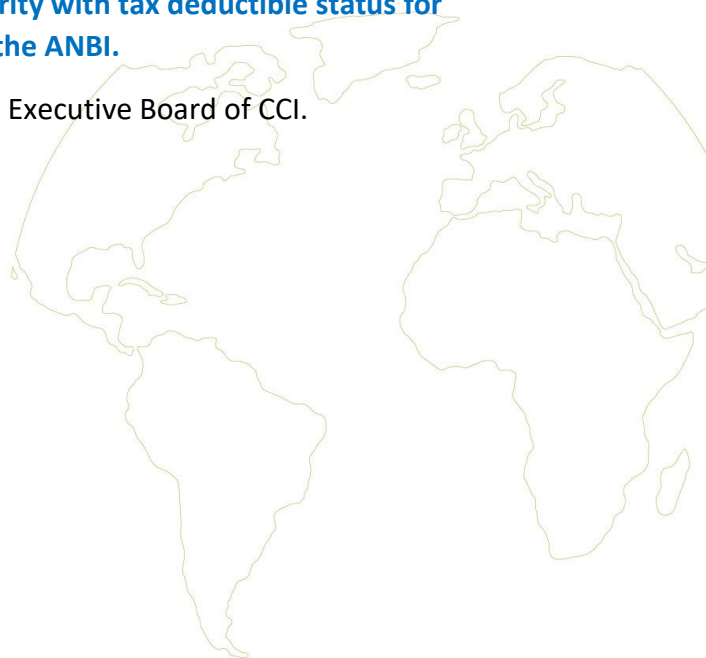 rity with tax deductible status for
the ANBI.
Executive Board of CCI.